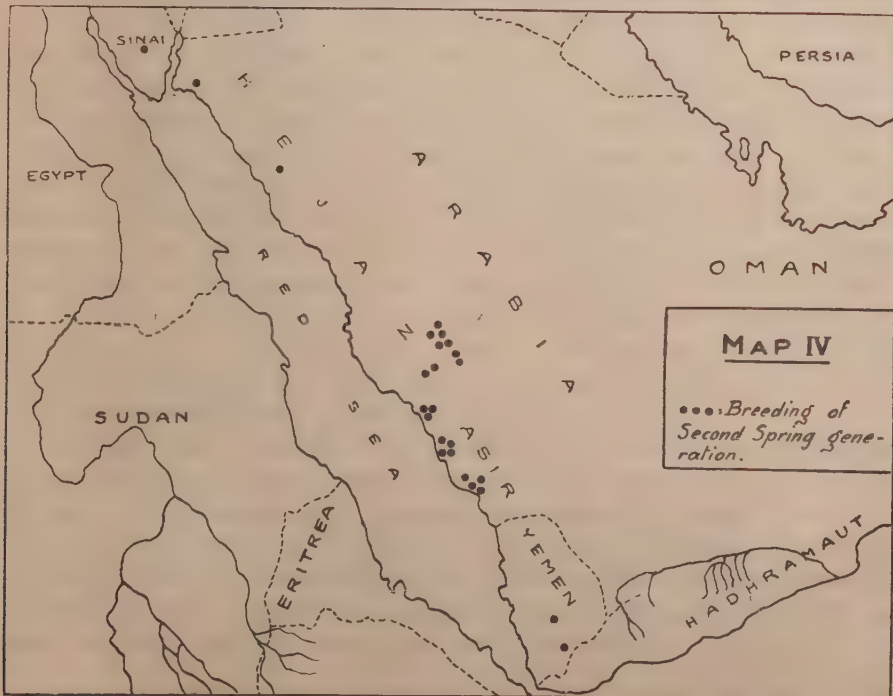 SINAI
PERSIA
EGYPT
HEJAZ
ARABIA
RED SEA
OMAN
MAP IV
•••:Breeding of
Second Spring gene-
ration.
SUDAN
ASIR
ERITREA
YEMEN
HADHRAMAUT